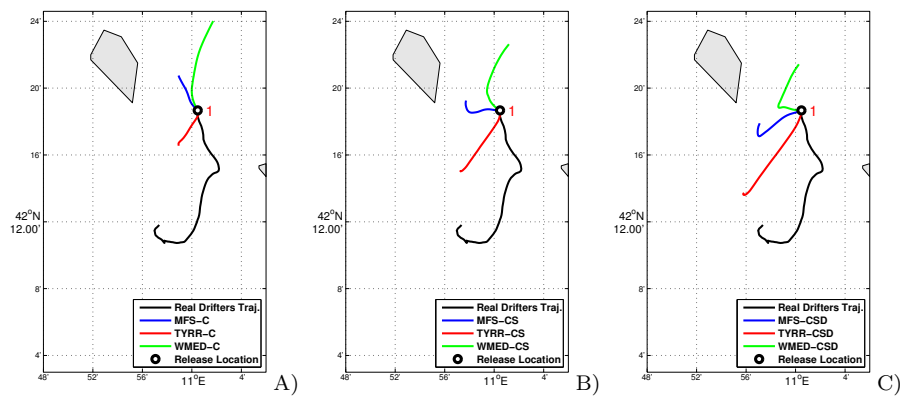 24'
20'
16'
42°N
12.00'
8'
4'
1
Real Drifters Traj.
MFS-C
TYRR-C
WMED-C
Release Location
48'
52'
56'
11°E
4'
A)
24'
20'
16'
42°N
12.00'
8'
4'
1
Real Drifters Traj.
MFS-CS
TYRR-CS
WMED-CS
Release Location
48'
52'
56'
11°E
4'
B)
24'
20'
16'
42°N
12.00'
8'
4'
1
Real Drifters Traj.
MFS-CSD
TYRR-CSD
WMED-CSD
Release Location
48'
52'
56'
11°E
4'
C)